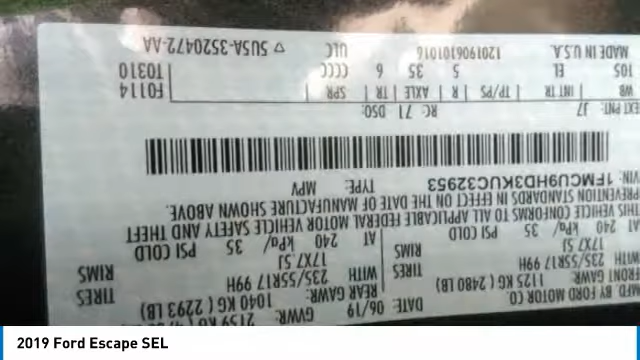 MFD. BY FORD MOTOR CO.
DATE: 06/19 GVWR: 2159 KG
FRONT GAWR: 1125 KG (2480 LB) REAR GAWR: 1040 KG (2293 LB)
WITH 235/55R17 99H TIRES WITH 235/55R17 99H TIRES
17X7.5J RIMS 17X7.5J RIMS
AT 240 kPa/ 35 PSI COLD AT 240 kPa/ 35 PSI COLD
THIS VEHICLE CONFORMS TO ALL APPLICABLE FEDERAL MOTOR VEHICLE SAFETY AND THEFT
PREVENTION STANDARDS IN EFFECT ON THE DATE OF MANUFACTURE SHOWN ABOVE.
VIN: 1FMCU9HD3KUC32953 TYPE: MPV
EXT PNT: J7 RC: 71 DSO:
WB INT TR TP/PS R AXLE TR SPR F0114
105 EL 5 35 6 CCCC T0310
MADE IN U.S.A. 1201906101016 ULC ▽ 5U5A-3520472-AA
2019 Ford Escape SEL